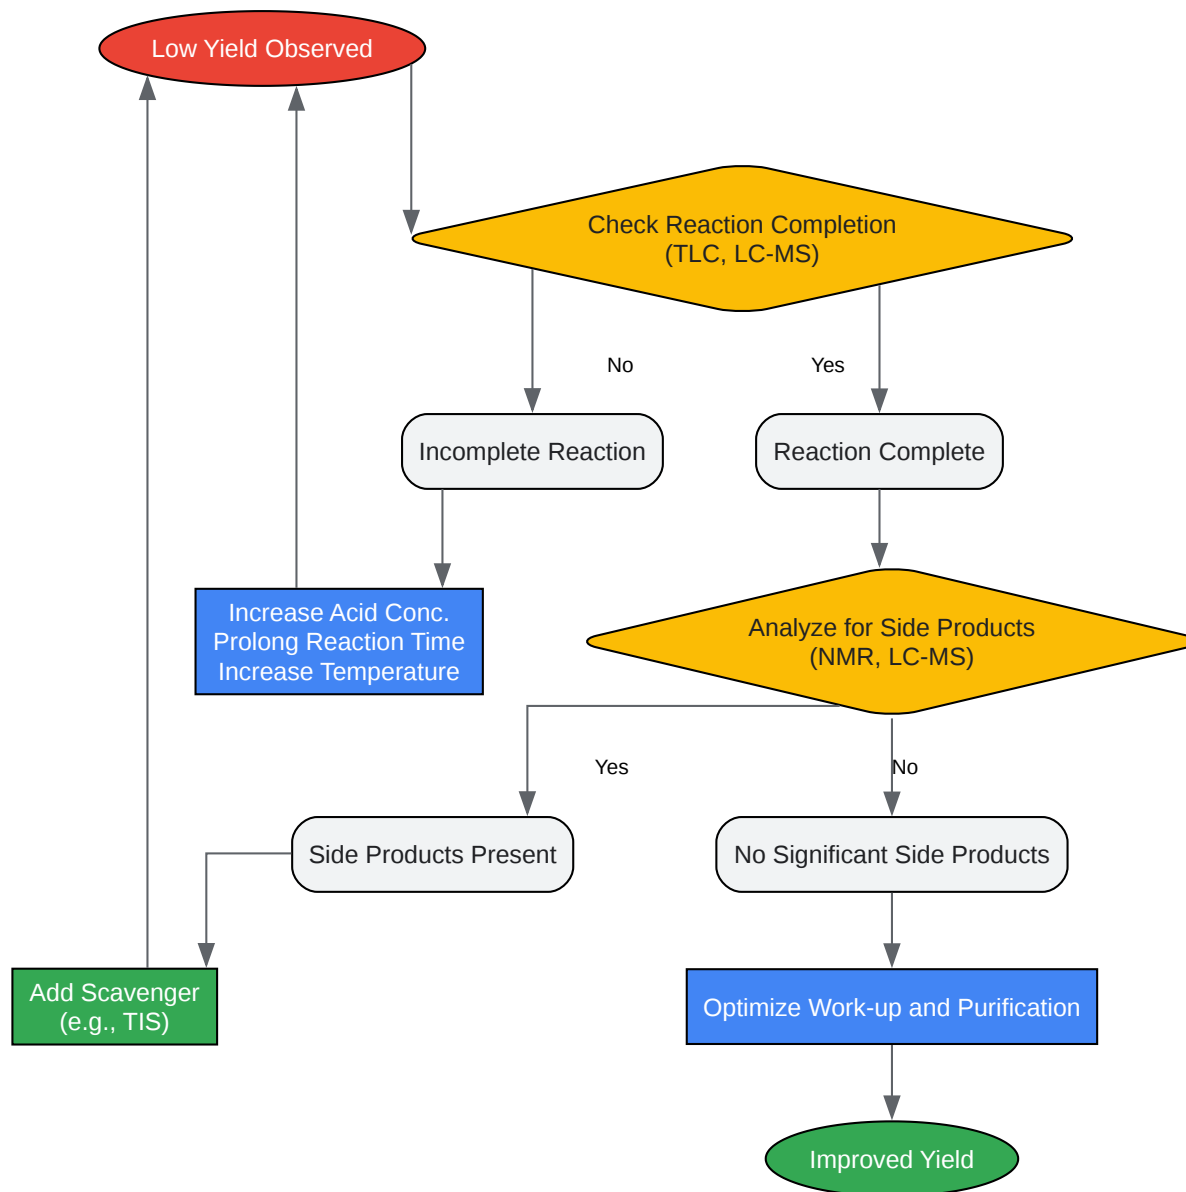 Low Yield Observed
Check Reaction Completion
(TLC, LC-MS)
No
Yes
Incomplete Reaction
Reaction Complete
Increase Acid Conc.
Prolong Reaction Time
Increase Temperature
Analyze for Side Products
(NMR, LC-MS)
Yes
No
Side Products Present
No Significant Side Products
Add Scavenger
(e.g., TIS)
Optimize Work-up and Purification
Improved Yield